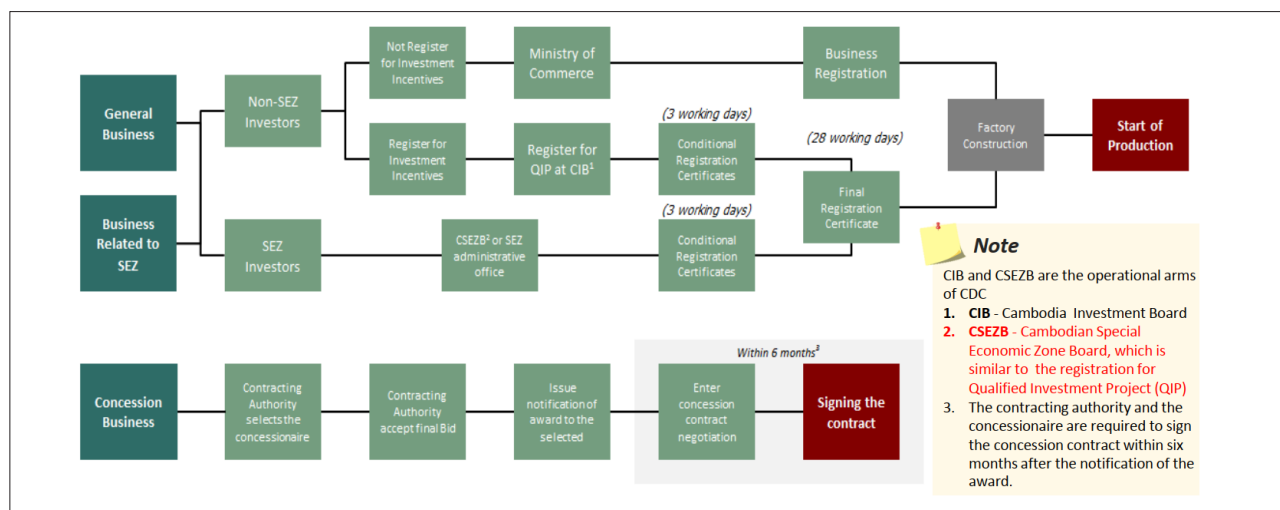 General
Business
Business
Related to
SEZ
Non-SEZ
Investors
SEZ
Investors
Not Register
for Investment
Incentives
Ministry of
Commerce
Business
Registration
Register for
Investment
Incentives
Register for
QIP at CIB¹
(3 working days)
Conditional
Registration
Certificates
(28 working days)
Final
Registration
Certificate
CSEZB² or SEZ
administrative
office
(3 working days)
Conditional
Registration
Certificates
Factory
Construction
Start of
Production
Concession
Business
Contracting
Authority
selects the
concessionaire
Contracting
Authority
accept final Bid
Issue
notification of
award to the
selected
Within 6 months³
Enter
concession
contract
negotiation
Signing the
contract
Note
CIB and CSEZB are the operational arms
of CDC
1. CIB - Cambodia Investment Board
2. CSEZB - Cambodian Special
Economic Zone Board, which is
similar to the registration for
Qualified Investment Project (QIP)
3. The contracting authority and the
concessionaire are required to sign
the concession contract within six
months after the notification of the
award.